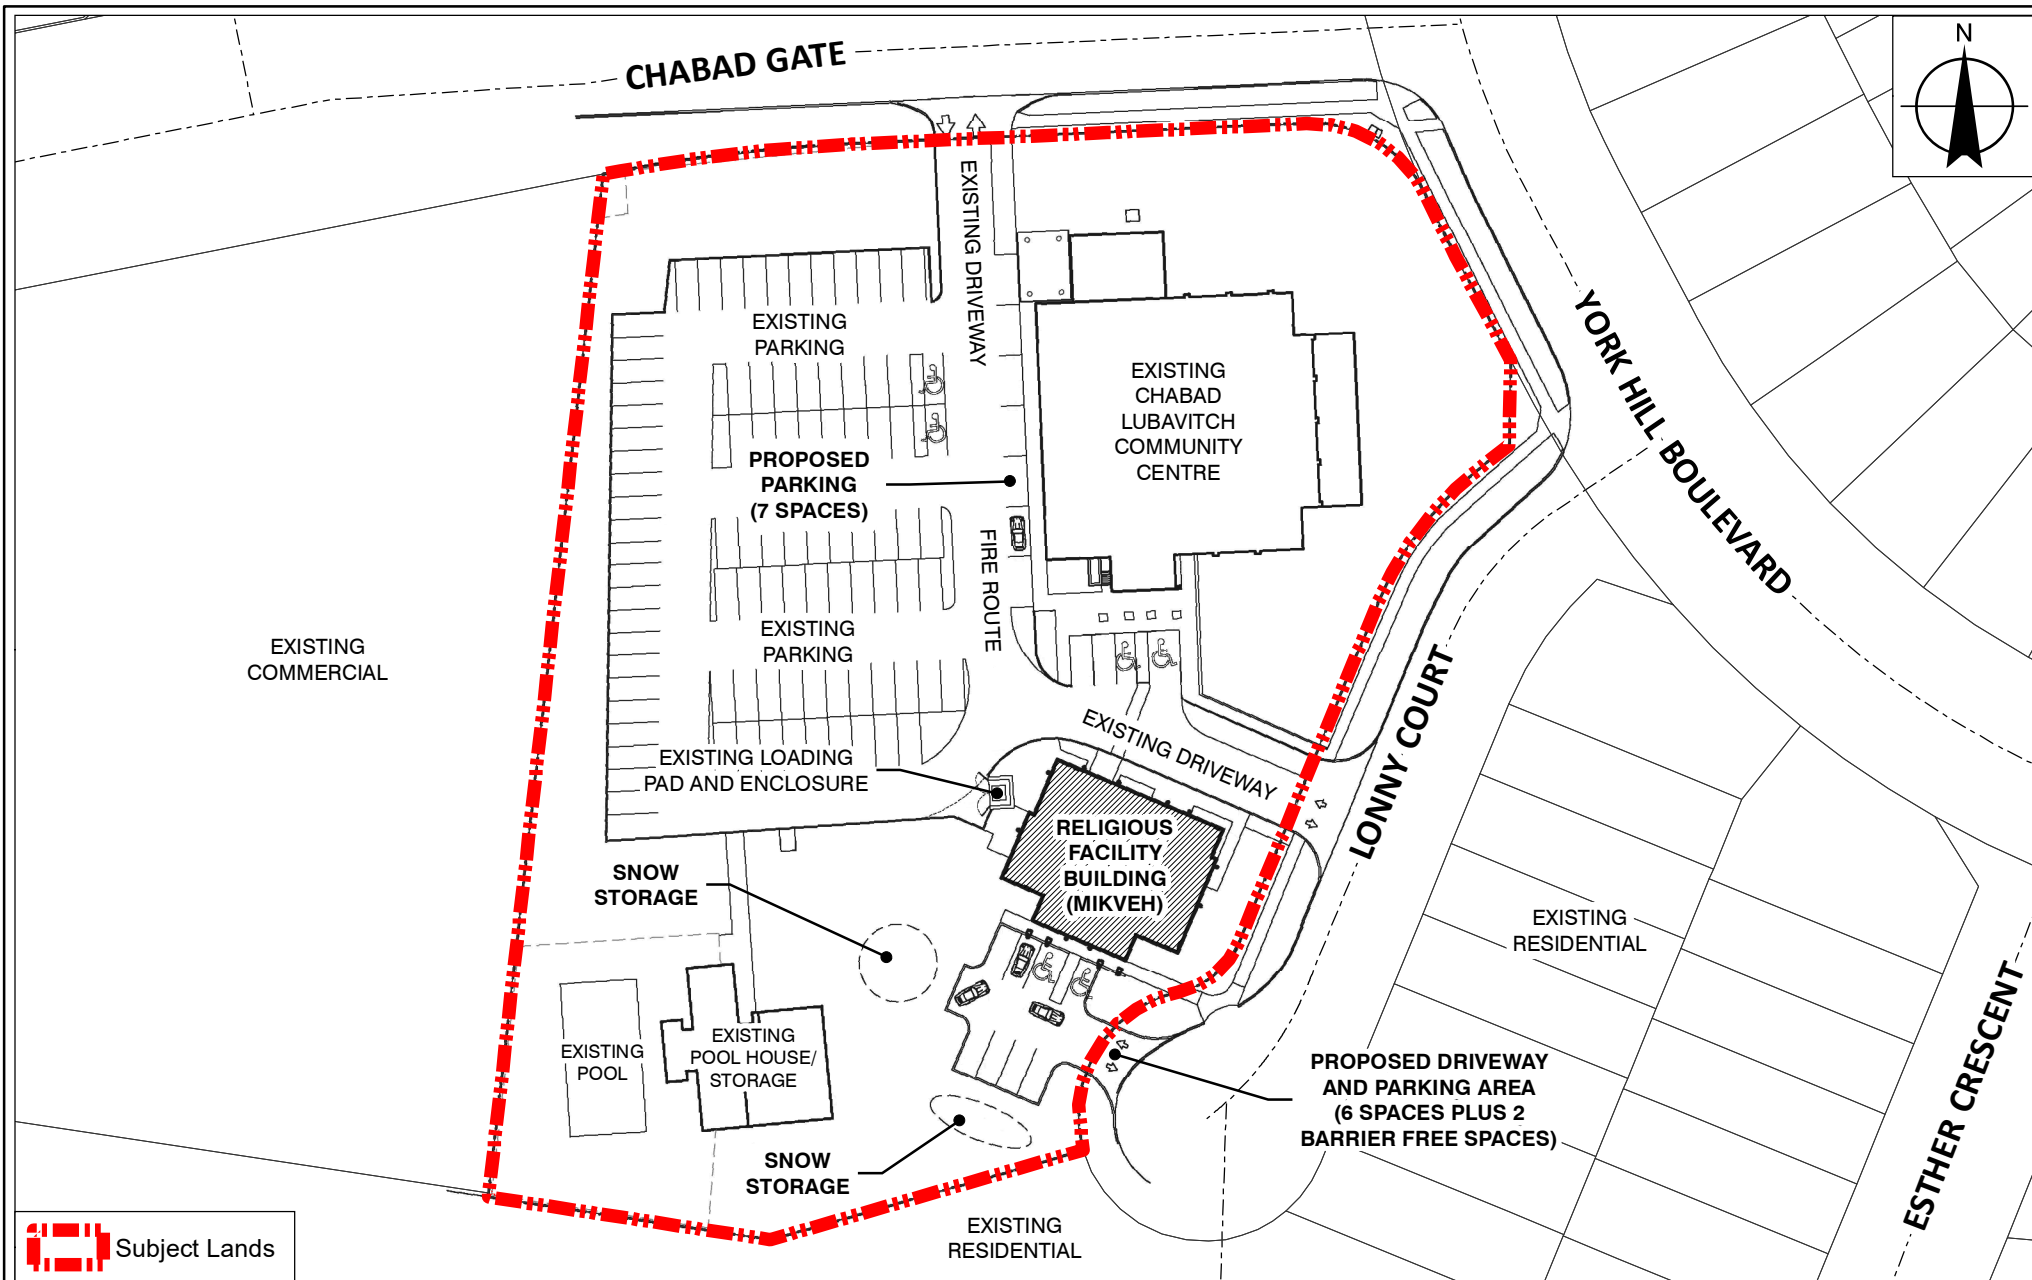 CHABAD GATE
N
EXISTING DRIVEWAY
EXISTING
PARKING
EXISTING
CHABAD
LUBAVITCH
COMMUNITY
CENTRE
YORK HILL BOULEVARD
PROPOSED
PARKING
(7 SPACES)
FIRE ROUTE
EXISTING
PARKING
EXISTING
COMMERCIAL
EXISTING DRIVEWAY
LONNY COURT
EXISTING LOADING
PAD AND ENCLOSURE
RELIGIOUS
FACILITY
BUILDING
(MIKVEH)
SNOW
STORAGE
EXISTING
RESIDENTIAL
EXISTING
POOL
EXISTING
POOL HOUSE/
STORAGE
PROPOSED DRIVEWAY
AND PARKING AREA
(6 SPACES PLUS 2
BARRIER FREE SPACES)
ESTHER CRESCENT
SNOW
STORAGE
EXISTING
RESIDENTIAL
Subject Lands